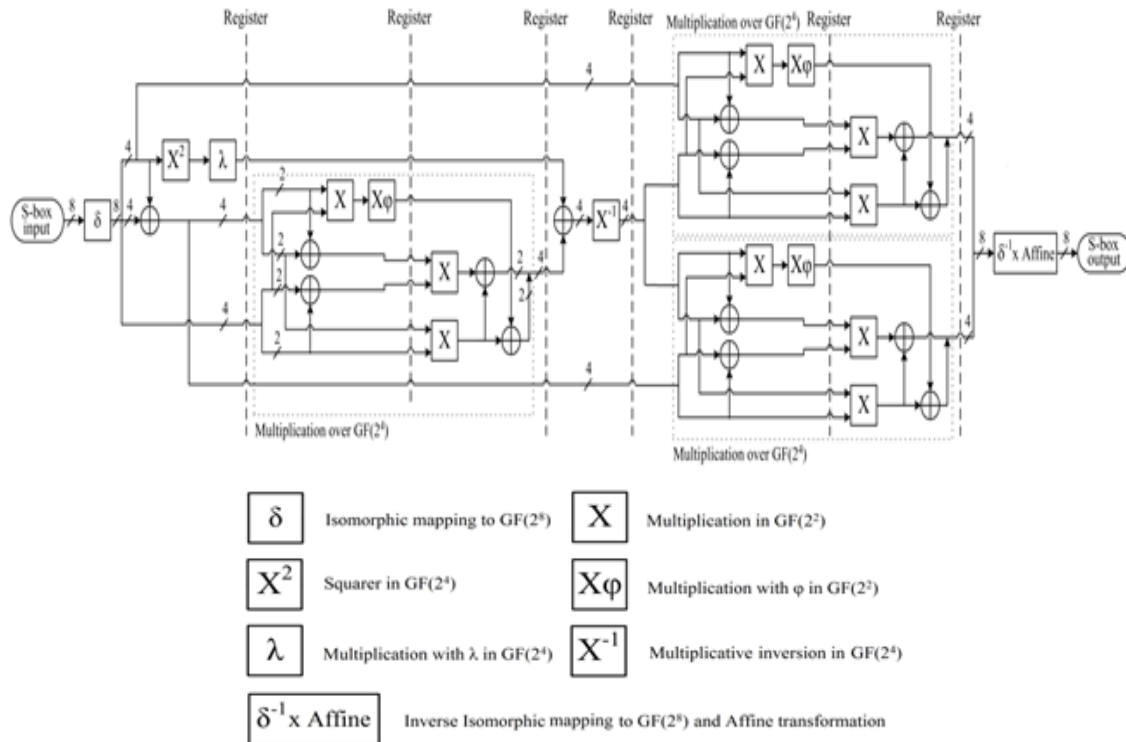 Register Register Register Register Multiplication over GF(2⁴) Register Register
4
4
X
Xφ
4
X² λ
X
4
2
S-box input
8
δ
8
4
4
X
Xφ
4
X⁻¹
4
X
2
X
2
4
8
δ⁻¹x Affine
8
S-box output
2
X
Xφ
4
2
X
4
2
X
X
4
Multiplication over GF(2⁴)
Multiplication over GF(2⁴)
δ Isomorphic mapping to GF(2⁸)
X Multiplication in GF(2²)
X² Squarer in GF(2⁴)
Xφ Multiplication with φ in GF(2²)
λ Multiplication with λ in GF(2⁴)
X⁻¹ Multiplicative inversion in GF(2⁴)
δ⁻¹x Affine Inverse Isomorphic mapping to GF(2⁸) and Affine transformation